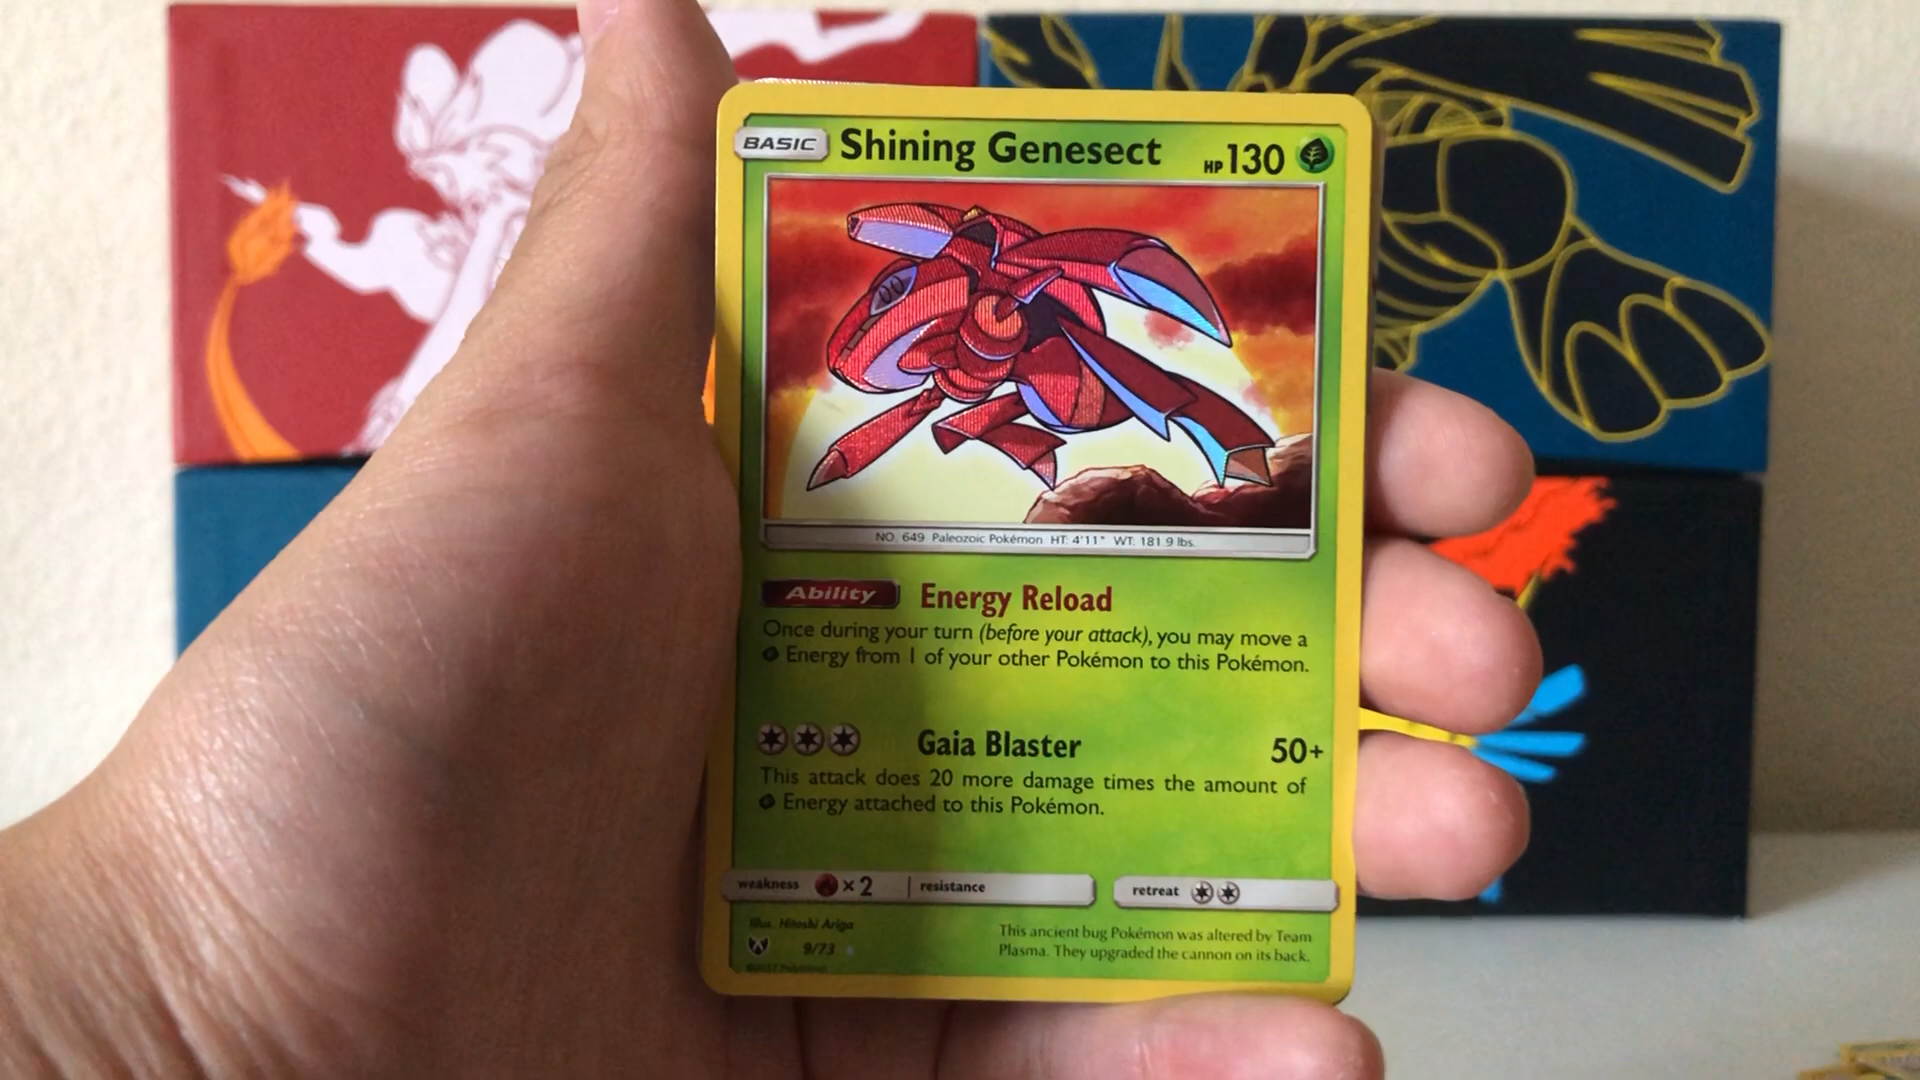 BASIC Shining Genesect HP 130
NO. 649 Paleozoic Pokémon HT: 4'11" WT: 181.9 lbs.
Ability Energy Reload
Once during your turn (before your attack), you may move a
Energy from 1 of your other Pokémon to this Pokémon.
Gaia Blaster 50+
This attack does 20 more damage times the amount of
Energy attached to this Pokémon.
weakness ×2 resistance retreat
Illus. Hitoshi Ariga
9/73
©2017 Pokémon
This ancient bug Pokémon was altered by Team
Plasma. They upgraded the cannon on its back.